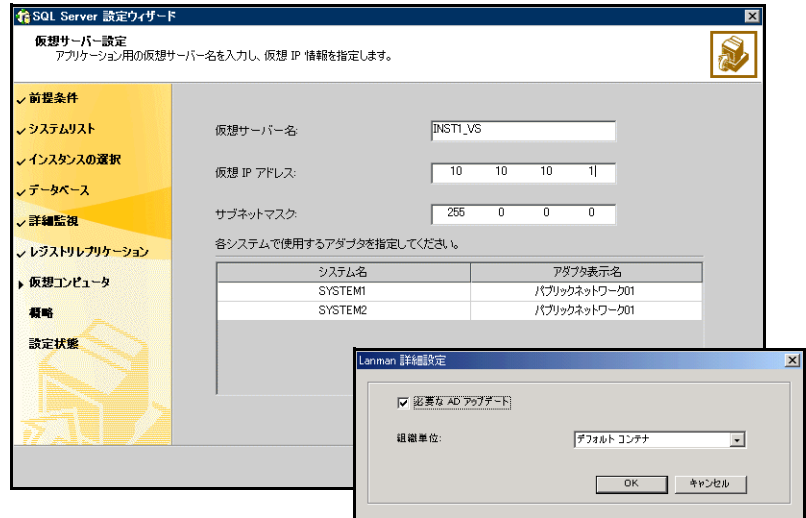 SQL Server 設定ウィザード
仮想サーバー設定
アプリケーション用の仮想サーバー名を入力し、仮想 IP 情報を指定します。
前提条件
システムリスト
インスタンスの選択
データベース
詳細監視
レジストリレプリケーション
仮想コンピュータ
概略
設定状態
仮想サーバー名:
INST1_VS
仮想 IP アドレス:
10 10 10 1
サブネットマスク:
255 0 0 0
各システムで使用するアダプタを指定してください。
システム名 アダプタ表示名
SYSTEM1 パブリックネットワーク01
SYSTEM2 パブリックネットワーク01
Lanman 詳細設定
必要な AD アップデート
組織単位:
デフォルト コンテナ
OK
キャンセル